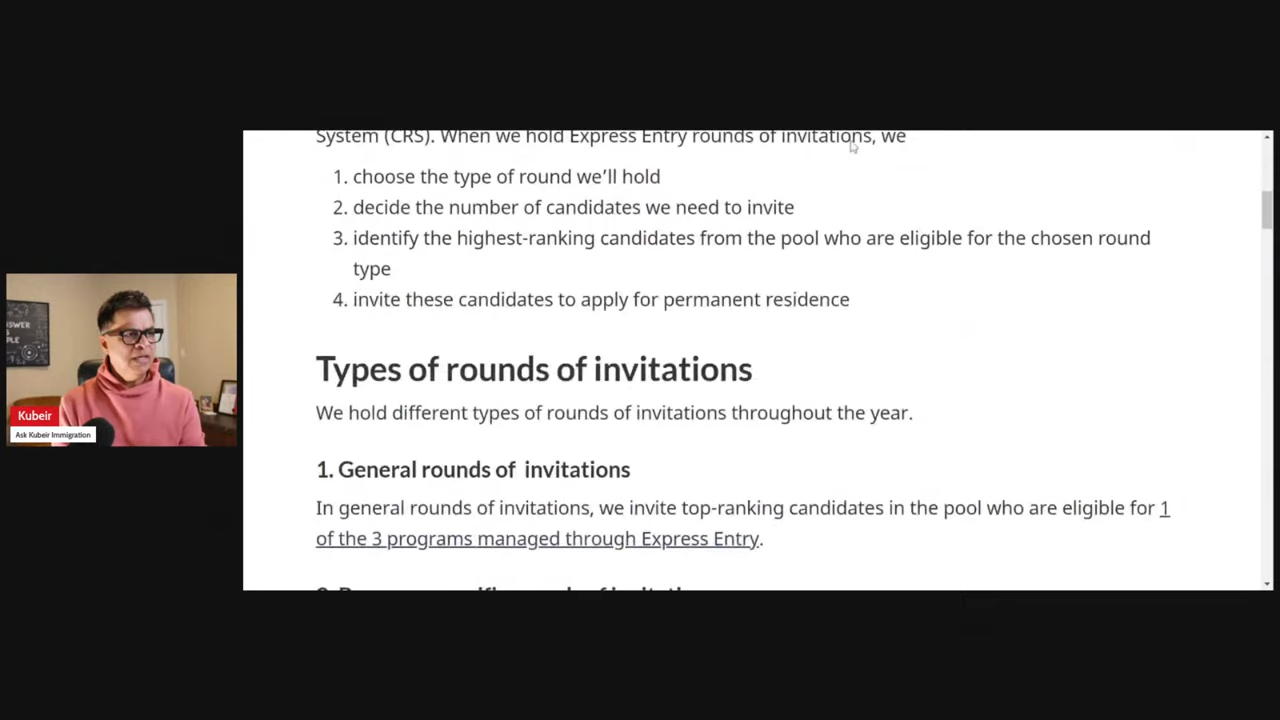 System (CRS). When we hold Express Entry rounds of invitations, we
1. choose the type of round we'll hold
2. decide the number of candidates we need to invite
3. identify the highest-ranking candidates from the pool who are eligible for the chosen round
type
4. invite these candidates to apply for permanent residence
Types of rounds of invitations
We hold different types of rounds of invitations throughout the year.
1. General rounds of invitations
In general rounds of invitations, we invite top-ranking candidates in the pool who are eligible for 1
of the 3 programs managed through Express Entry.
Kubeir
Ask Kubeir Immigration